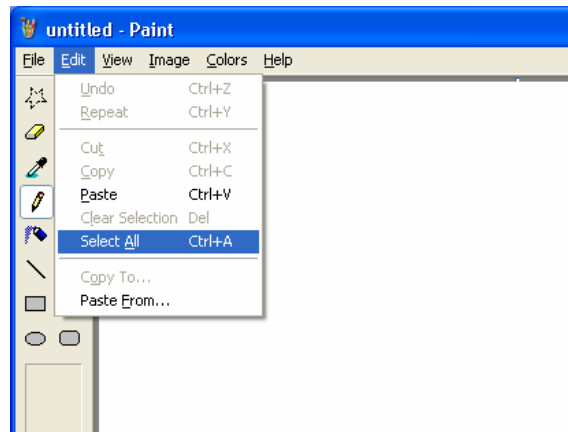 untitled - Paint
File Edit View Image Colors Help
Undo Ctrl+Z
Repeat Ctrl+Y
Cut Ctrl+X
Copy Ctrl+C
Paste Ctrl+V
Clear Selection Del
Select All Ctrl+A
Copy To...
Paste From...